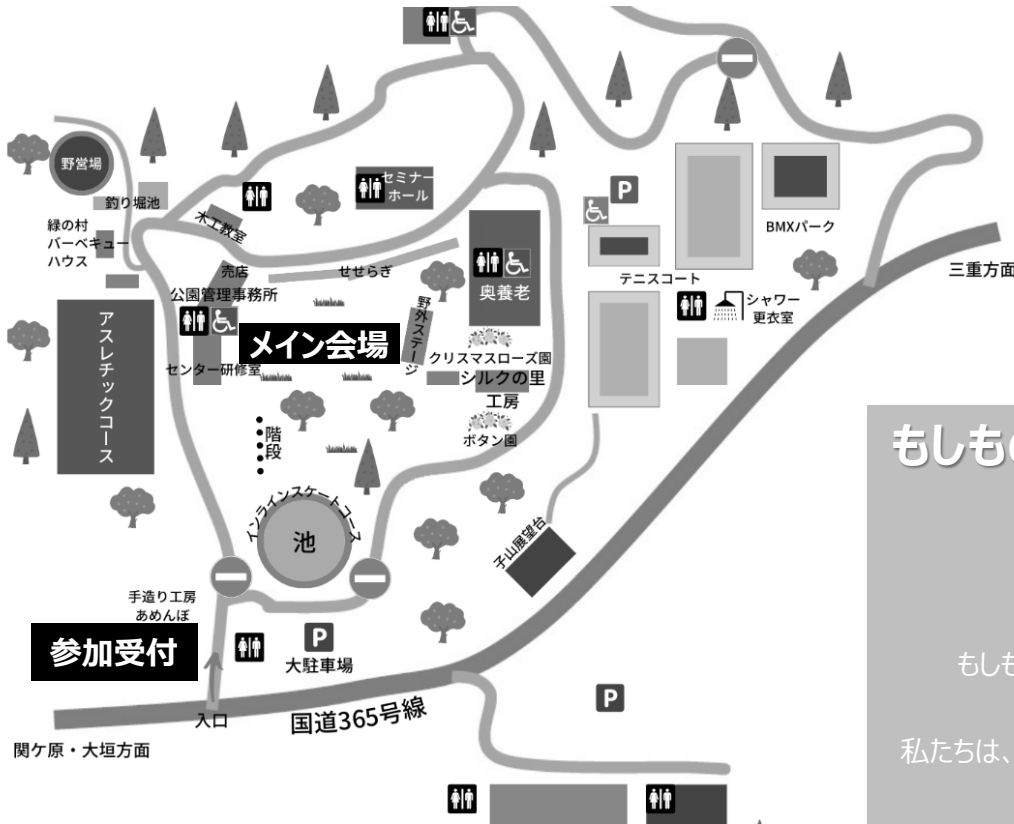 野営場
釣り堀池
緑の村
バーベキュー
ハウス
木工教室
セミナー
ホール
P
BMXパーク
三重方面
テニスコート
シャワー
更衣室
せせらぎ
売店
公園管理事務所
奥養老
野外ステージ
メイン会場
センター研修室
クリスマスローズ園
シルクの里
工房
ボタン園
アスレチックコース
階段
インラインスケートコース
池
子山展望台
手造り工房
あめんぼ
参加受付
P
大駐車場
入口
国道365号線
関ケ原・大垣方面
P
もしも
もしも
私たちは、